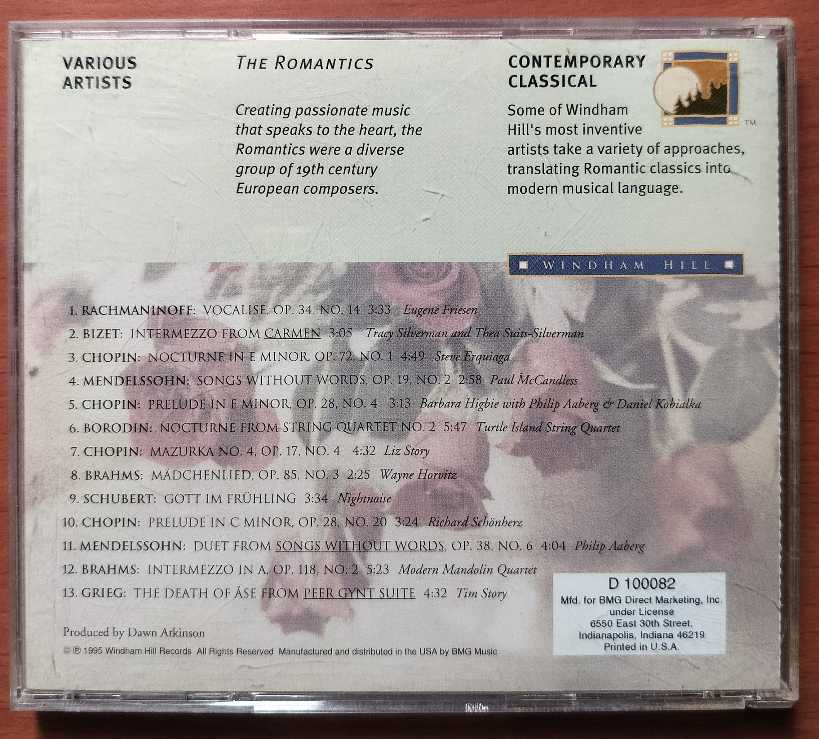 VARIOUS
ARTISTS
THE ROMANTICS
Creating passionate music
that speaks to the heart, the
Romantics were a diverse
group of 19th century
European composers.
CONTEMPORARY
CLASSICAL
Some of Windham
Hill's most inventive
artists take a variety of approaches,
translating Romantic classics into
modern musical language.
TM
WINDHAM HILL
1. RACHMANINOFF: VOCALISE, OP. 34, NO. 14 3:33 Eugene Friesen
2. BIZET: INTERMEZZO FROM CARMEN 3:05 Tracy Silverman and Thea Suits-Silverman
3. CHOPIN: NOCTURNE IN E MINOR, OP. 72, NO. 1 4:49 Steve Erquiaga
4. MENDELSSOHN: SONGS WITHOUT WORDS, OP. 19, NO. 2 2:58 Paul McCandless
5. CHOPIN: PRELUDE IN E MINOR, OP. 28, NO. 4 3:13 Barbara Higbie with Philip Aaberg & Daniel Kobialka
6. BORODIN: NOCTURNE FROM STRING QUARTET NO. 2 5:47 Turtle Island String Quartet
7. CHOPIN: MAZURKA NO. 4, OP. 17, NO. 4 4:32 Liz Story
8. BRAHMS: MÄDCHENLIED, OP. 85, NO. 3 2:25 Wayne Horvitz
9. SCHUBERT: GOTT IM FRÜHLING 3:34 Nightnoise
10. CHOPIN: PRELUDE IN C MINOR, OP. 28, NO. 20 3:24 Richard Schönherz
11. MENDELSSOHN: DUET FROM SONGS WITHOUT WORDS, OP. 38, NO. 6 4:04 Philip Aaberg
12. BRAHMS: INTERMEZZO IN A, OP. 118, NO. 2 5:23 Modern Mandolin Quartet
13. GRIEG: THE DEATH OF ÅSE FROM PEER GYNT SUITE 4:32 Tim Story
Produced by Dawn Atkinson
© ℗ 1995 Windham Hill Records All Rights Reserved Manufactured and distributed in the USA by BMG Music
D 100082
Mfd. for BMG Direct Marketing, Inc.
under License
6550 East 30th Street,
Indianapolis, Indiana 46219
Printed in U.S.A.